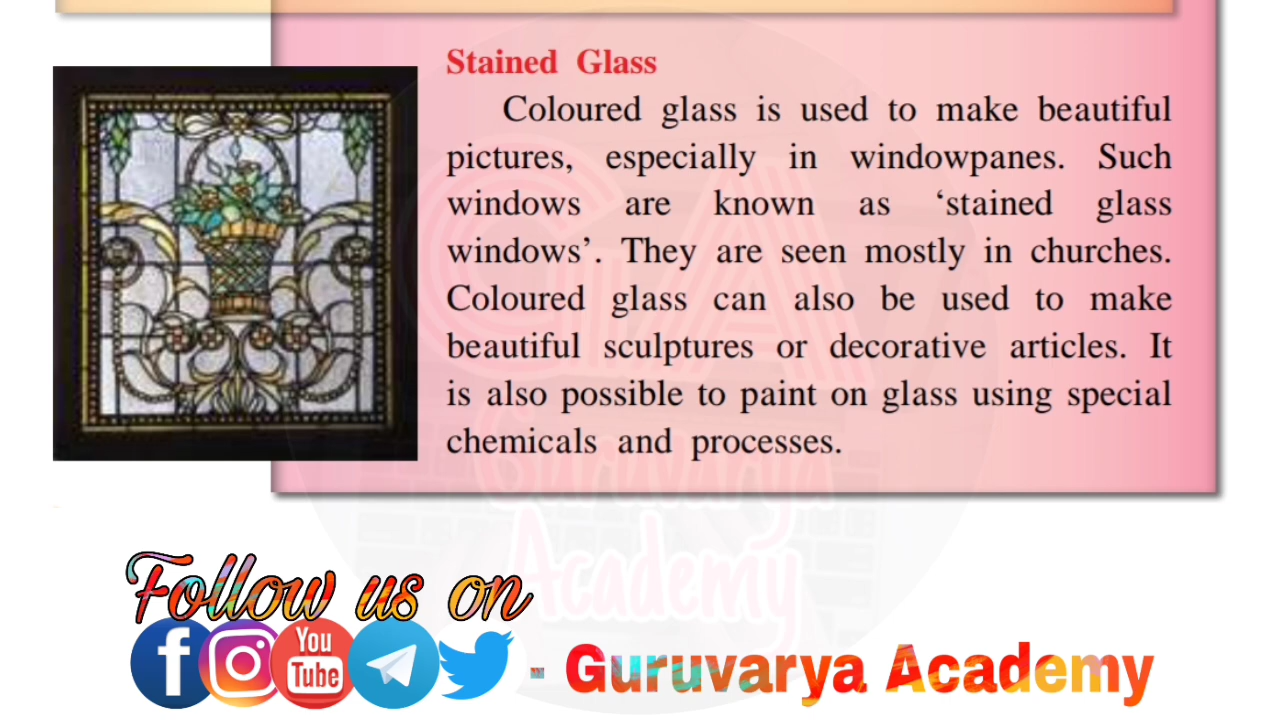 Stained Glass
Coloured glass is used to make beautiful
pictures, especially in windowpanes. Such
windows are known as ‘stained glass
windows’. They are seen mostly in churches.
Coloured glass can also be used to make
beautiful sculptures or decorative articles. It
is also possible to paint on glass using special
chemicals and processes.
GA
Guruvarya
Academy
Follow us on
f You Tube - Guruvarya Academy